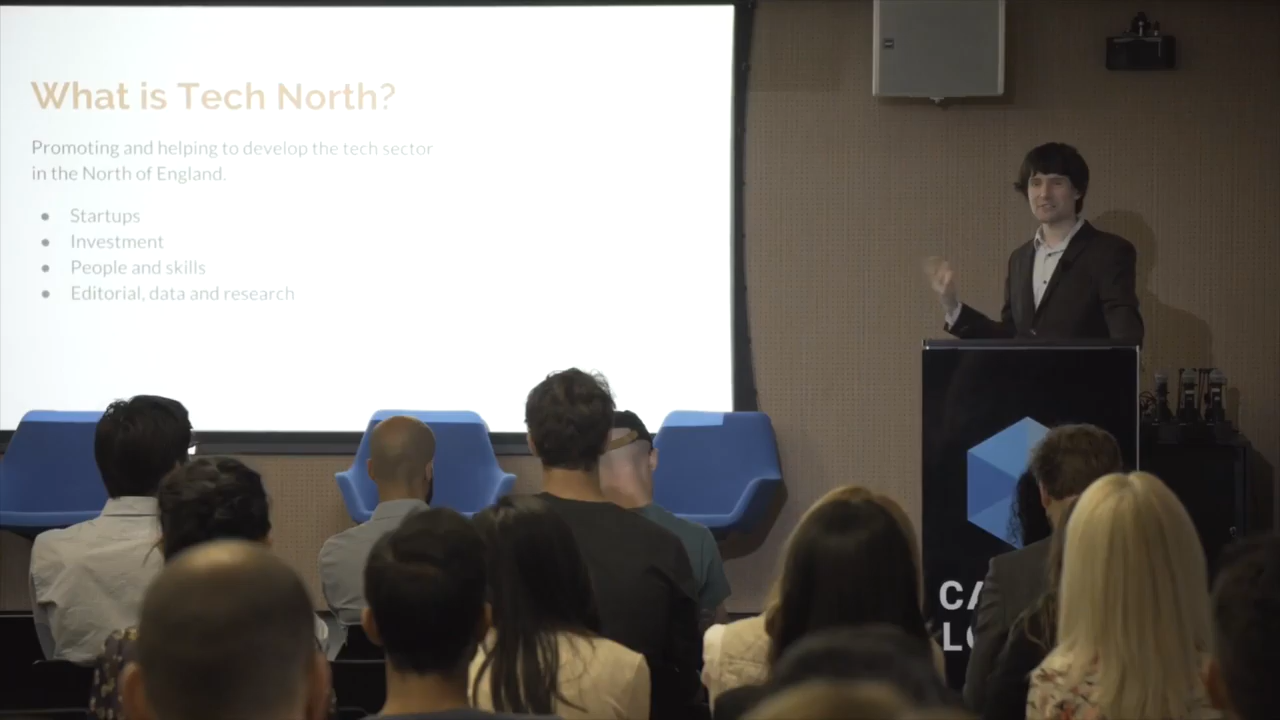 What is Tech North?
Promoting and helping to develop the tech sector
in the North of England.
• Startups
• Investment
• People and skills
• Editorial, data and research